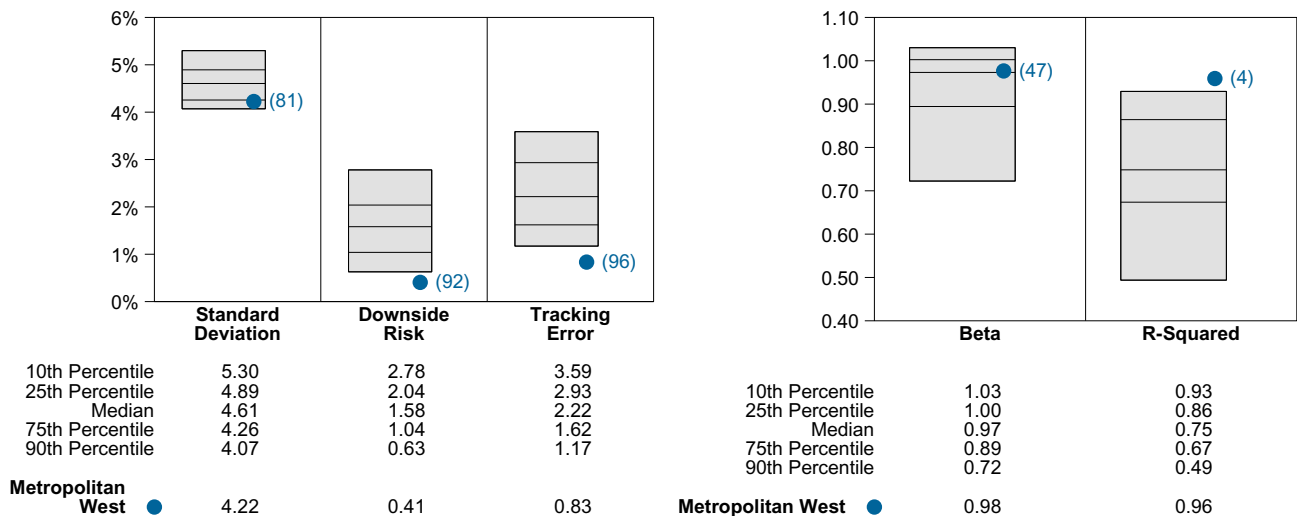 6%
5%
4%
3%
2%
1%
0%
(81)
(92)
(96)
Standard Deviation
Downside Risk
Tracking Error
10th Percentile 5.30 2.78 3.59
25th Percentile 4.89 2.04 2.93
Median 4.61 1.58 2.22
75th Percentile 4.26 1.04 1.62
90th Percentile 4.07 0.63 1.17
Metropolitan
West 4.22 0.41 0.83
1.10
1.00
0.90
0.80
0.70
0.60
0.50
0.40
(47)
(4)
Beta R-Squared
10th Percentile 1.03 0.93
25th Percentile 1.00 0.86
Median 0.97 0.75
75th Percentile 0.89 0.67
90th Percentile 0.72 0.49
Metropolitan West 0.98 0.96